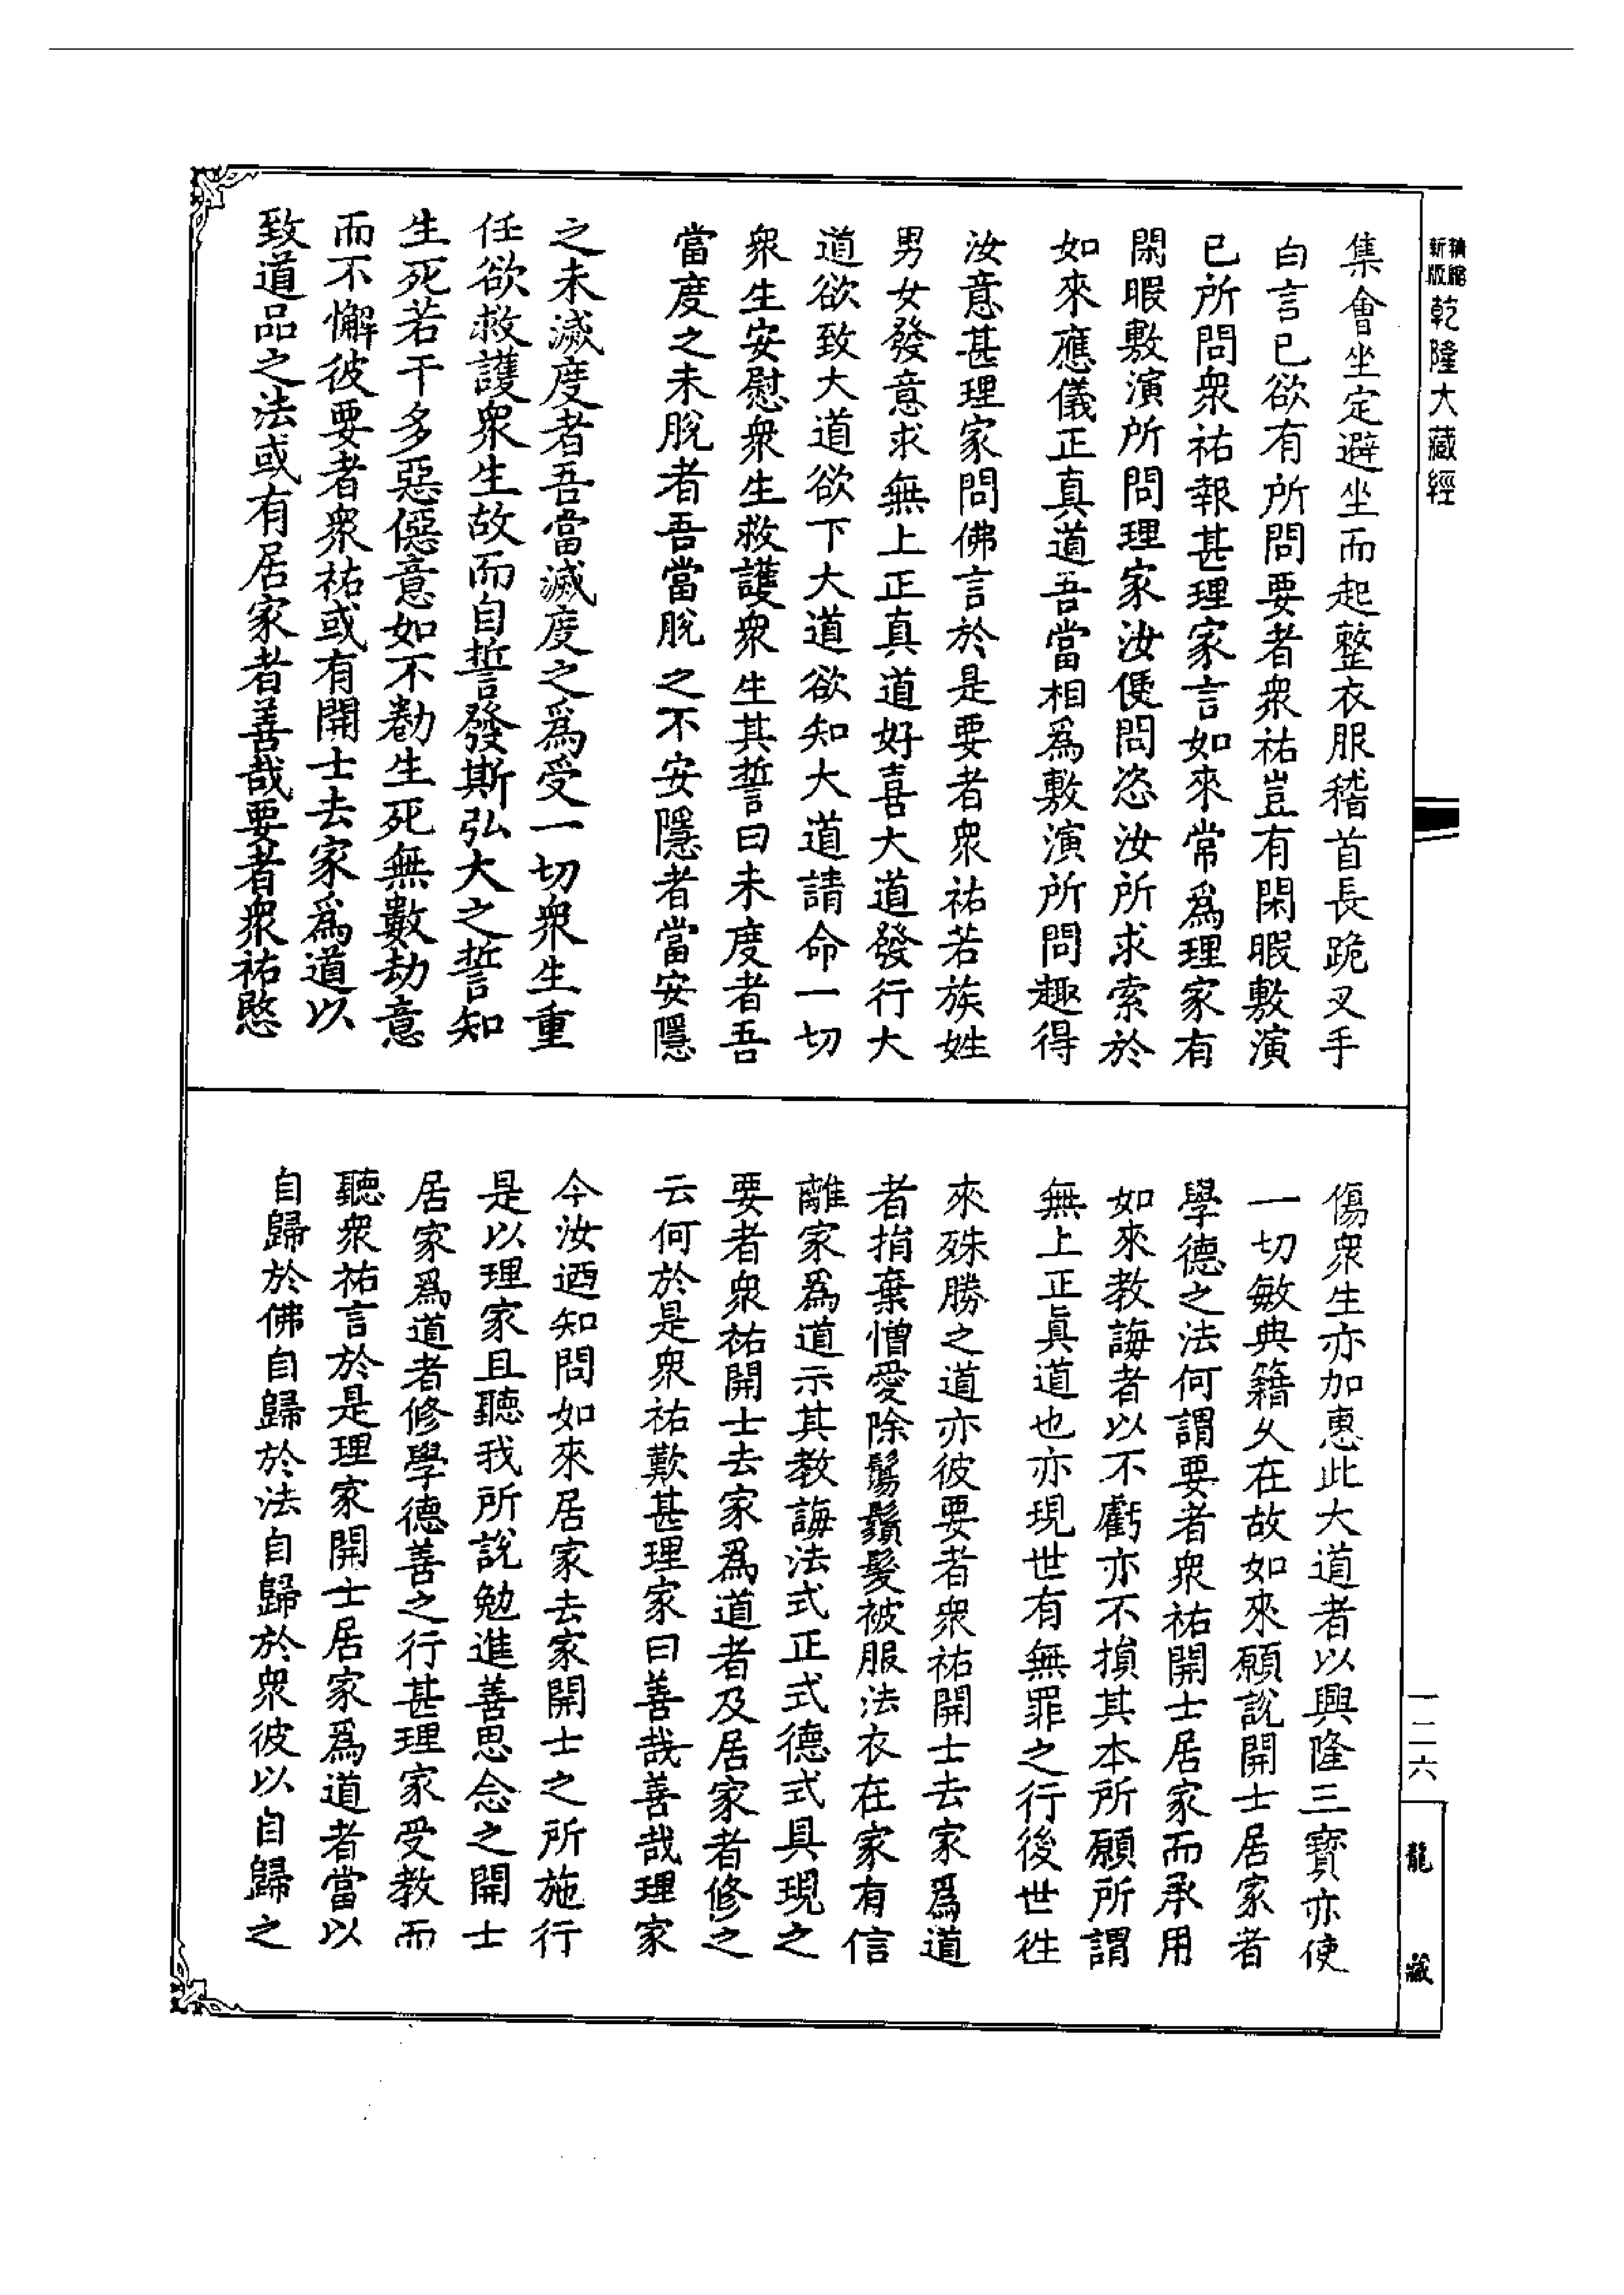 精縮
新版
乾隆大藏經
集會坐定避坐而起整衣服稽首長跪叉手
白言已欲有所問要者衆祐豈有閑暇敷演
已所問衆祐報甚理家言如來常爲理家有
閑暇敷演所問理家汝便問恣汝所求索於
如來應儀正真道吾當相爲敷演所問趣得
汝意甚理家問佛言於是要者衆祐若族姓
男女發意求無上正真道好喜大道發行大
道欲致大道欲下大道欲知大道請命一切
衆生安慰衆生救護衆生其誓曰未度者吾
當度之未脫者吾當脫之不安隱者當安隱
之未滅度者吾當滅度之爲受一切衆生重
任欲救護衆生故而自誓發斯弘大之誓知
生死若干多惡僫意如不勌生死無數劫意
而不懈彼要者衆祐或有開士去家爲道以
致道品之法或有居家者善哉要者衆祐愍
傷衆生亦加惠此大道者以興隆三寶亦使
一切敏典籍久在故如來願說開士居家者
學德之法何謂要者衆祐開士居家而承用
如來教誨者以不虧亦不損其本所願所謂
無上正眞道也亦現世有無罪之行後世徃
來殊勝之道亦彼要者衆祐開士去家爲道
者捐棄憎愛除鬚鬚髮被服法衣在家有信
離家爲道示其教誨法式正式德式具現之
要者衆祐開士去家爲道者及居家者修之
云何於是衆祐歎甚理家曰善哉善哉理家
今汝迺知問如來居家去家開士之所施行
是以理家且聽我所說勉進善思念之開士
居家爲道者修學德善之行甚理家受教而
聽衆祐言於是理家開士居家爲道者當以
自歸於佛自歸於法自歸於衆彼以自歸之
一二六
龍藏